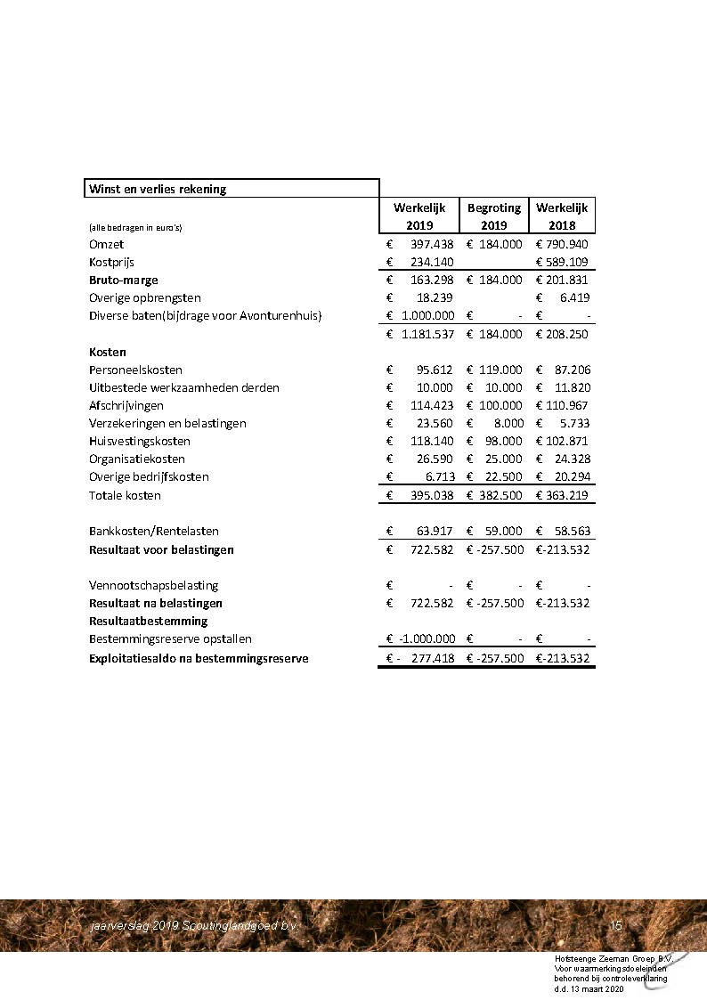 Winst en verlies rekening
Werkelijk Begroting Werkelijk
(alle bedragen in euro's) 2019 2019 2018
Omzet € 397.438 € 184.000 € 790.940
Kostprijs € 234.140 € 589.109
Bruto-marge € 163.298 € 184.000 € 201.831
Overige opbrengsten € 18.239 € 6.419
Diverse baten(bijdrage voor Avonturenhuis) € 1.000.000 € - € -
€ 1.181.537 € 184.000 € 208.250
Kosten
Personeelskosten € 95.612 € 119.000 € 87.206
Uitbestede werkzaamheden derden € 10.000 € 10.000 € 11.820
Afschrijvingen € 114.423 € 100.000 € 110.967
Verzekeringen en belastingen € 23.560 € 8.000 € 5.733
Huisvestingskosten € 118.140 € 98.000 € 102.871
Organisatiekosten € 26.590 € 25.000 € 24.328
Overige bedrijfskosten € 6.713 € 22.500 € 20.294
Totale kosten € 395.038 € 382.500 € 363.219
Bankkosten/Rentelasten € 63.917 € 59.000 € 58.563
Resultaat voor belastingen € 722.582 € -257.500 €-213.532
Vennootschapsbelasting € - € - € -
Resultaat na belastingen € 722.582 € -257.500 €-213.532
Resultaatbestemming
Bestemmingsreserve opstallen € -1.000.000 € - € -
Exploitatiesaldo na bestemmingsreserve € - 277.418 € -257.500 €-213.532
jaarverslag 2019 Scoutinglandgoed b.v. 15
Hofsteenge Zeeman Groep B.V.
Voor waarmerkingsdoeleinden
behorend bij controleverklaring
d.d. 13 maart 2020